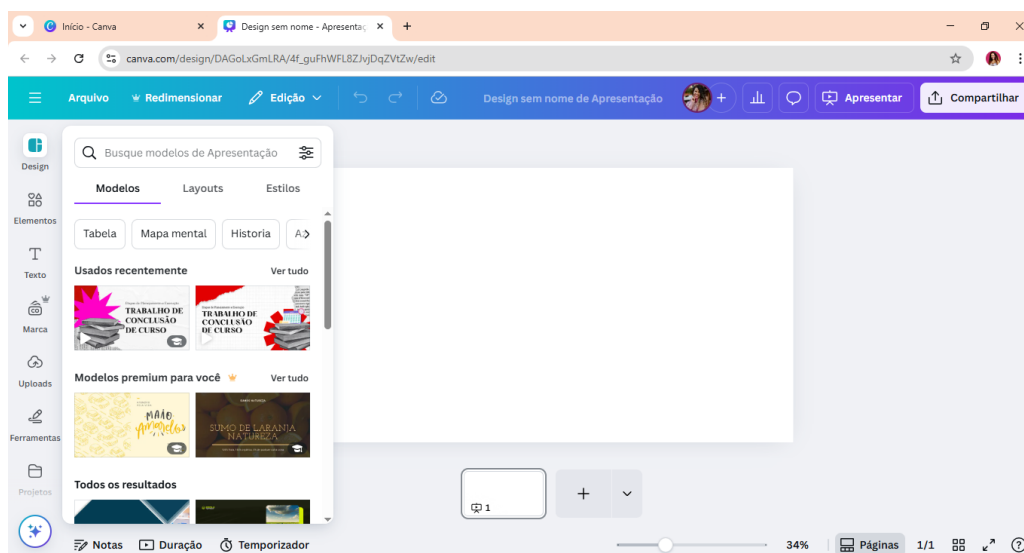 Início - Canva
Design sem nome - Apresentaç
canva.com/design/DAGoLxGmLRA/4f_guFhWFL8ZJvjDqZVtZw/edit
Arquivo
Redimensionar
Edição
Design sem nome de Apresentação
Apresentar
Compartilhar
Design
Elementos
Texto
Marca
Uploads
Ferramentas
Projetos
Busque modelos de Apresentação
Modelos Layouts Estilos
Tabela Mapa mental Historia
Usados recentemente Ver tudo
TRABALHO DE
CONCLUSÃO
DE CURSO
TRABALHO DE
CONCLUSÃO
DE CURSO
Modelos premium para você Ver tudo
MAIO
Amarelo
SUMO DE LARANJA
NATUREZA
Todos os resultados
1
Notas Duração Temporizador
34% Páginas 1/1